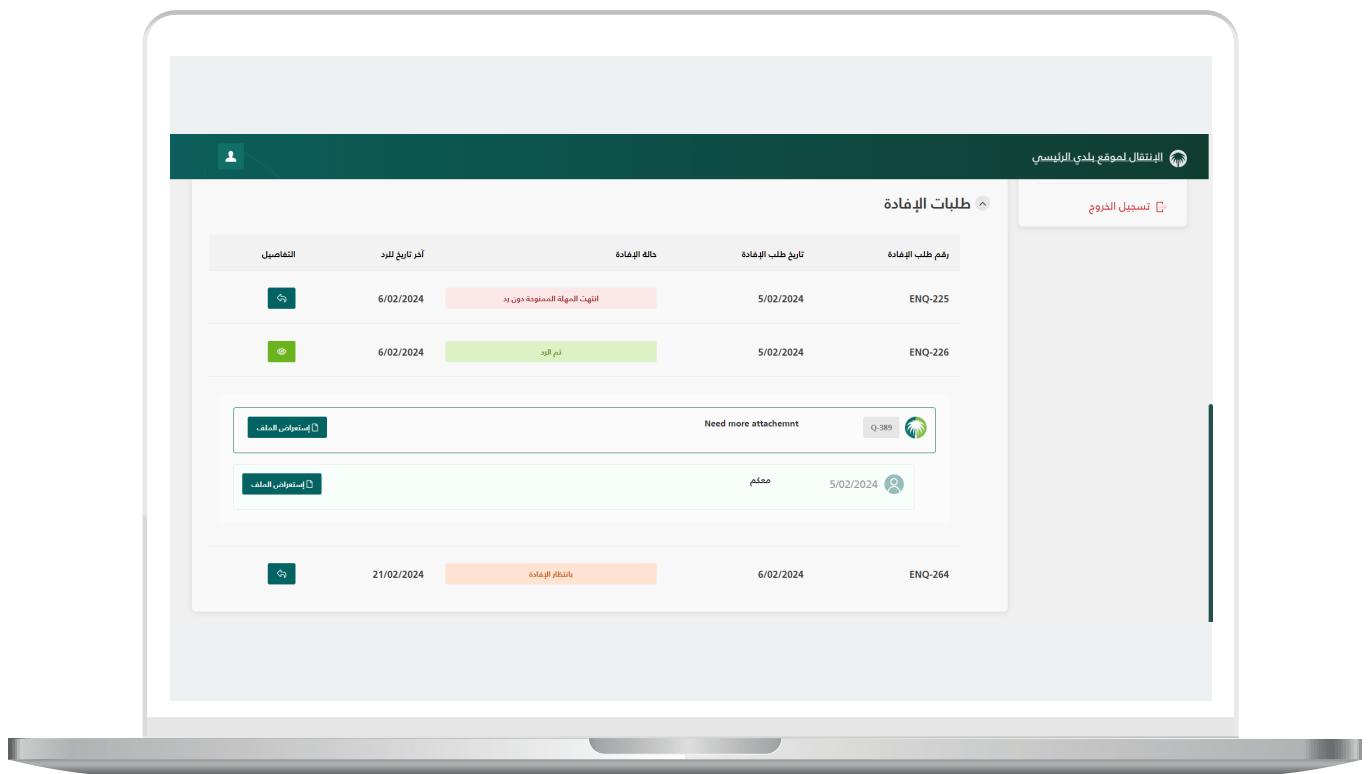 الإنتقال لموقع بلدي الرئيسي
تسجيل الخروج
طلبات الإفادة
رقم طلب الإفادة تاريخ طلب الإفادة حالة الإفادة آخر تاريخ للرد التفاصيل
ENQ-225 5/02/2024 انتهت المهلة الممنوحة دون رد 6/02/2024
ENQ-226 5/02/2024 تم الرد 6/02/2024
Q-389 Need more attachemnt إستعراض الملف
5/02/2024 معكم إستعراض الملف
ENQ-264 6/02/2024 بانتظار الإفادة 21/02/2024